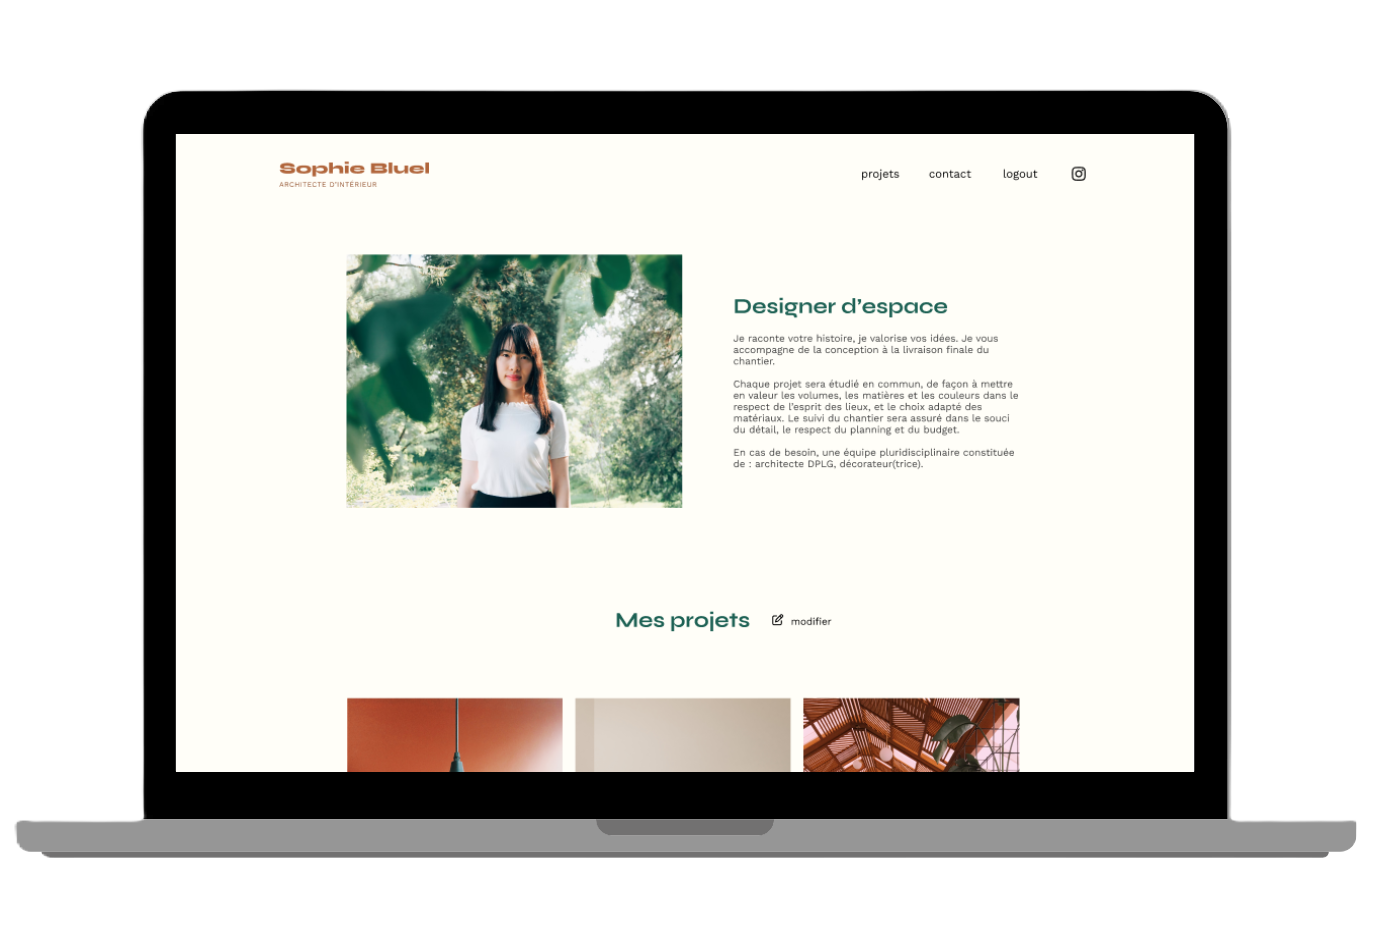 Sophie Bluel
ARCHITECTE D'INTÉRIEUR
projets contact logout
Designer d'espace
Je raconte votre histoire, je valorise vos idées. Je vous
accompagne de la conception à la livraison finale du
chantier.
Chaque projet sera étudié en commun, de façon à mettre
en valeur les volumes, les matières et les couleurs dans le
respect de l'esprit des lieux, et le choix adapté des
matériaux. Le suivi du chantier sera assuré dans le souci
du détail, le respect du planning et du budget.
En cas de besoin, une équipe pluridisciplinaire constituée
de : architecte DPLG, décorateur(trice).
Mes projets modifier